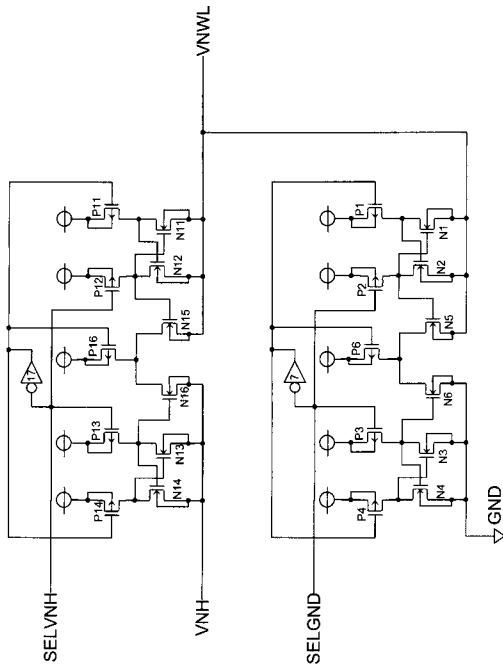 SELVNH
VNH
VNWL
P14
P13
P16
P12
P11
17
N14
N13
N16
N15
N12
N11
SELGND
GND
P4
P3
P6
P2
P1
7
N4
N3
N6
N5
N2
N1